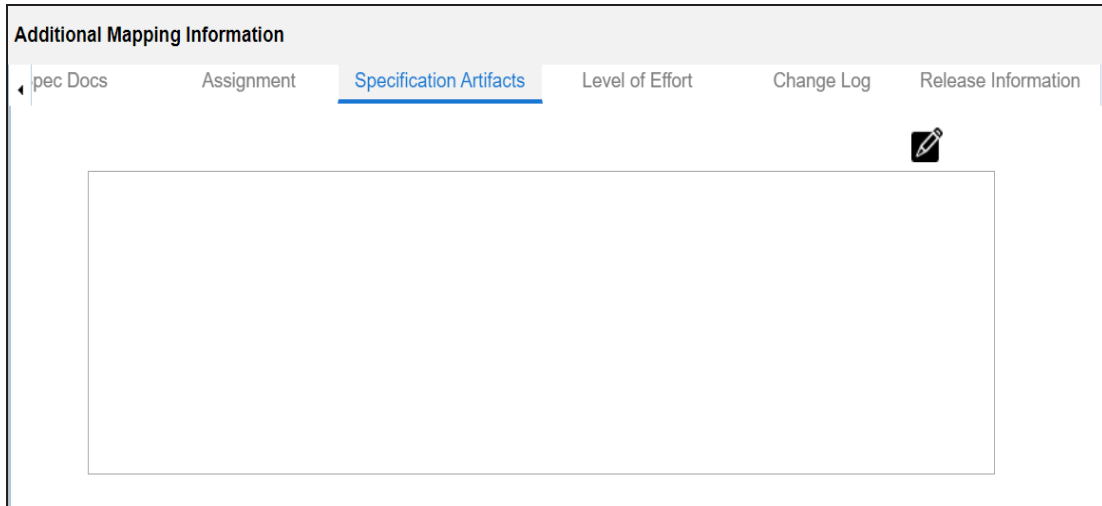 Additional Mapping Information
pec Docs Assignment Specification Artifacts Level of Effort Change Log Release Information